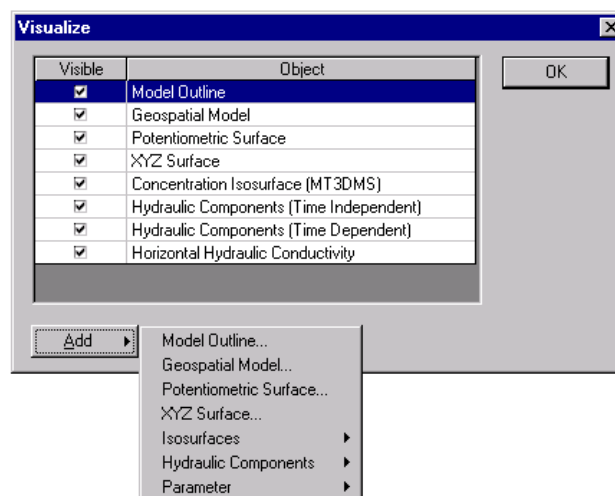 Visualize
Visible Object OK
Model Outline
Geospatial Model
Potentiometric Surface
XYZ Surface
Concentration Isosurface (MT3DMS)
Hydraulic Components (Time Independent)
Hydraulic Components (Time Dependent)
Horizontal Hydraulic Conductivity
Add
Model Outline...
Geospatial Model...
Potentiometric Surface...
XYZ Surface...
Isosurfaces
Hydraulic Components
Parameter